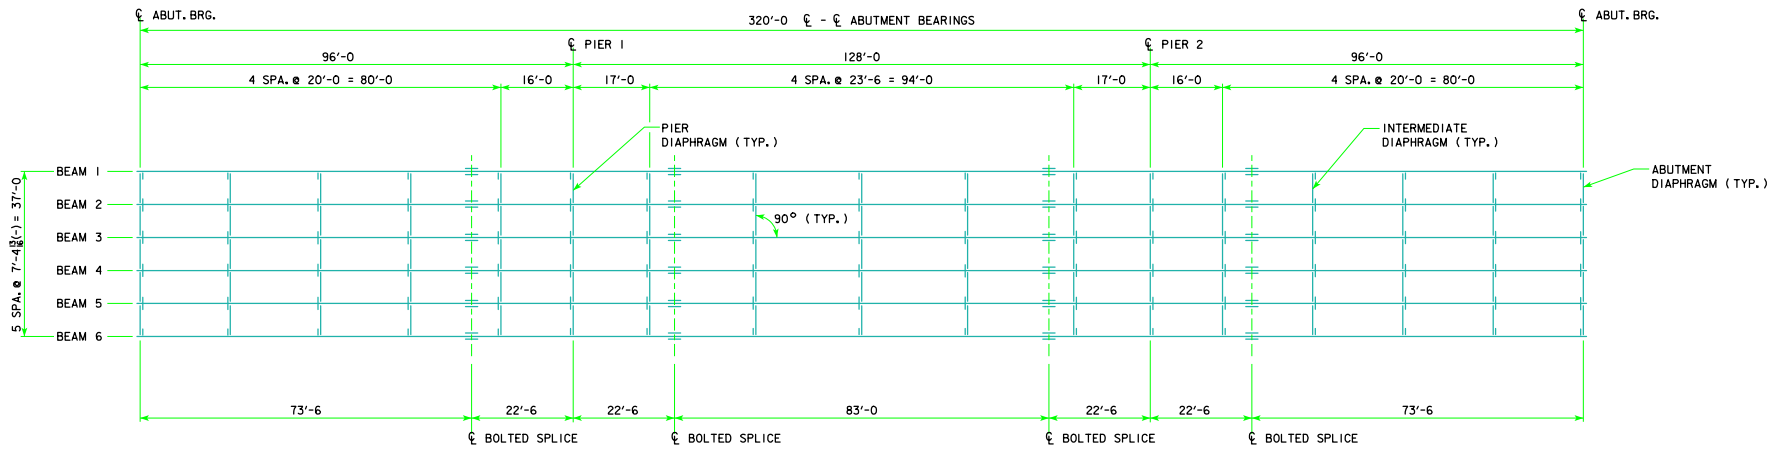 ℄ ABUT. BRG.
320'-0 ℄ - ℄ ABUTMENT BEARINGS
℄ ABUT. BRG.
℄ PIER 1
℄ PIER 2
96'-0
128'-0
96'-0
4 SPA. @ 20'-0 = 80'-0
16'-0
17'-0
4 SPA. @ 23'-6 = 94'-0
17'-0
16'-0
4 SPA. @ 20'-0 = 80'-0
PIER
DIAPHRAGM (TYP.)
INTERMEDIATE
DIAPHRAGM (TYP.)
ABUTMENT
DIAPHRAGM (TYP.)
BEAM 1
BEAM 2
BEAM 3
BEAM 4
BEAM 5
BEAM 6
5 SPA. @ 7'-4 13/16(-) = 37'-0
90° (TYP.)
73'-6
22'-6
22'-6
83'-0
22'-6
22'-6
73'-6
℄ BOLTED SPLICE
℄ BOLTED SPLICE
℄ BOLTED SPLICE
℄ BOLTED SPLICE